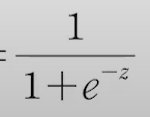 = 1 / (1+e^{-z})